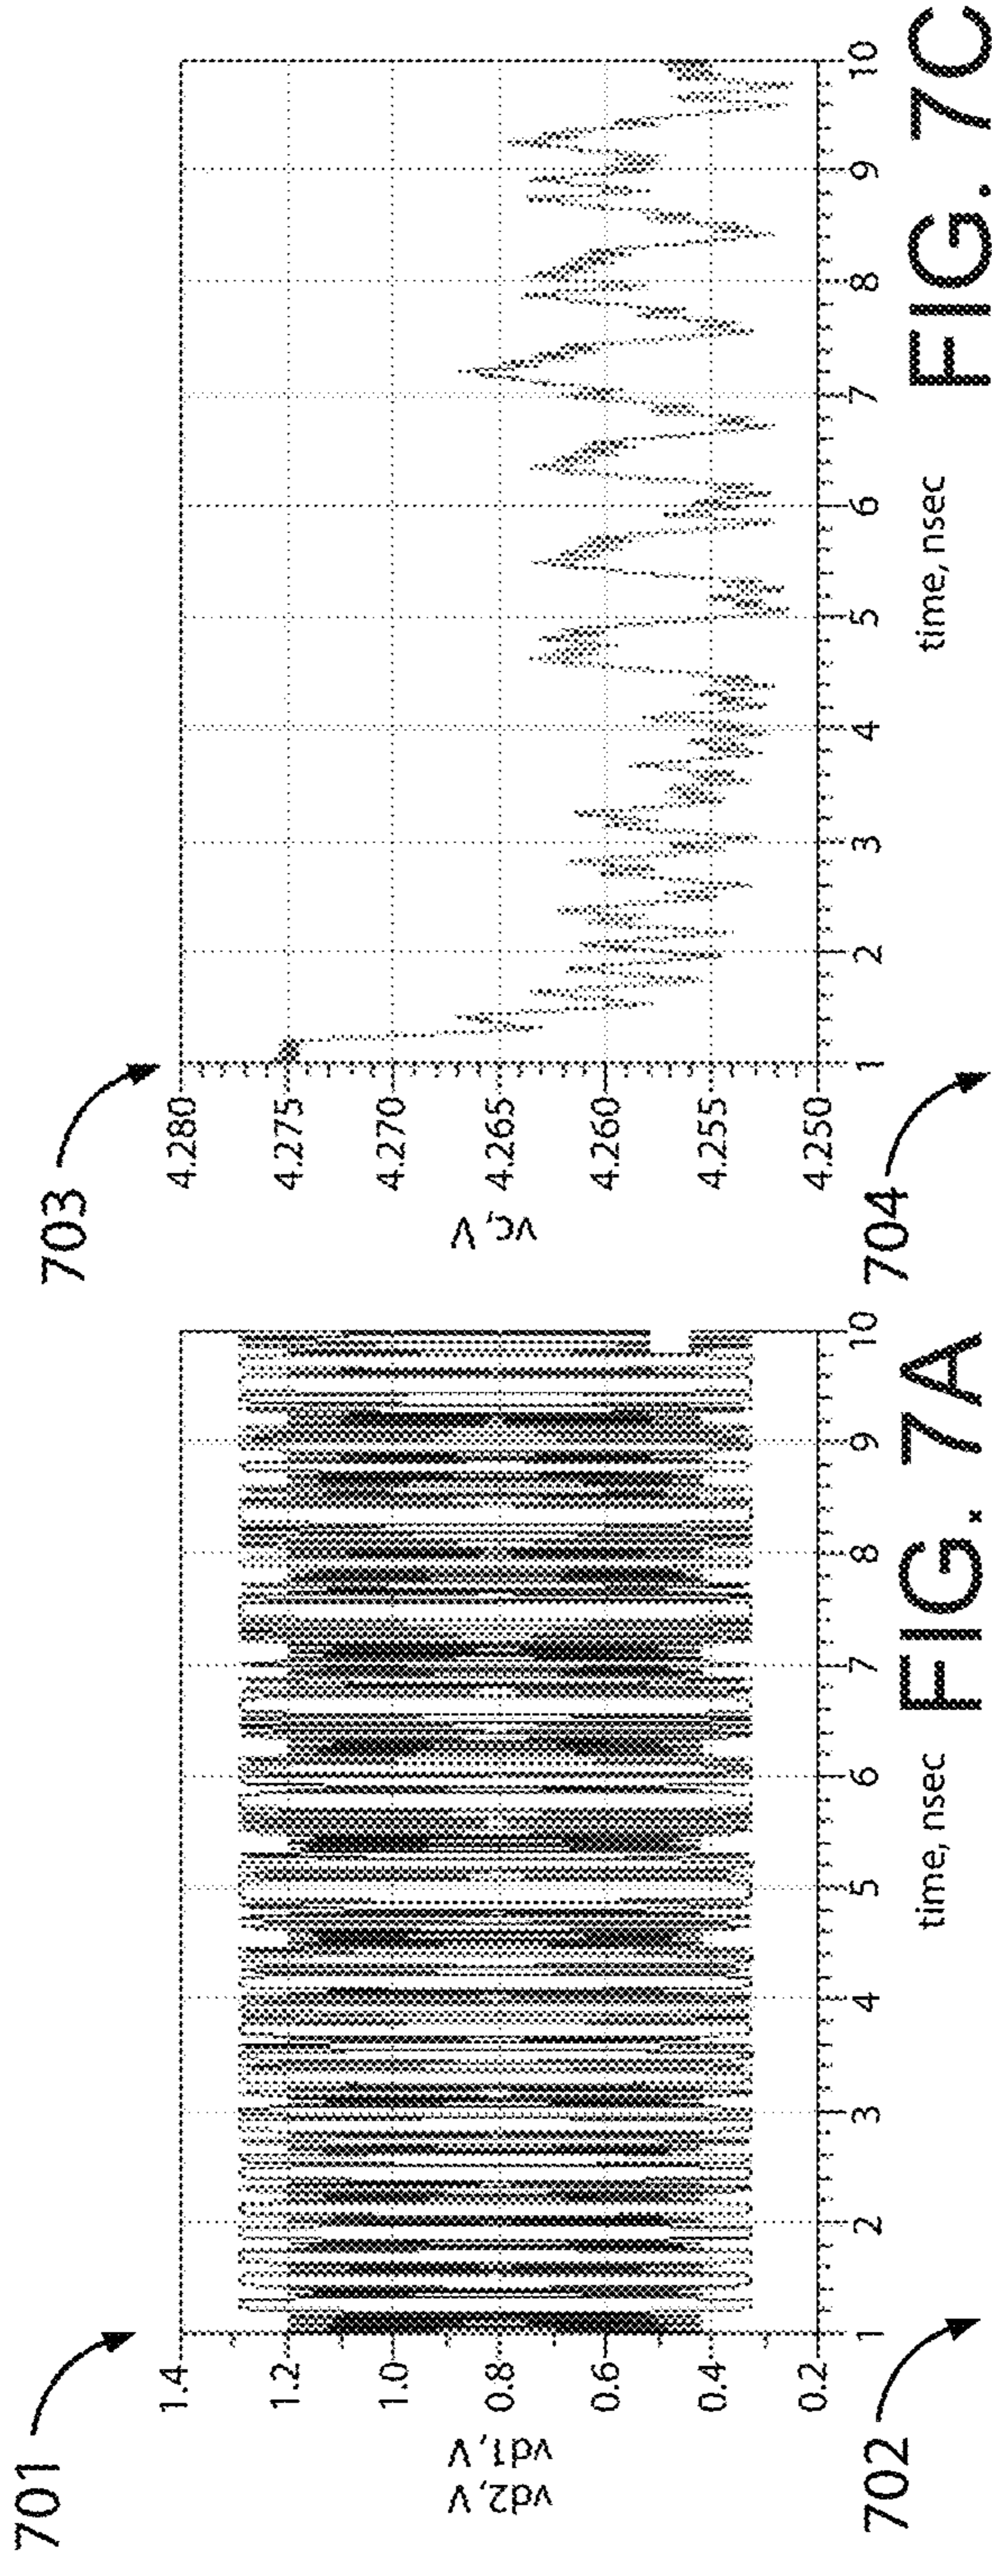 701
vd2, V
vd1, V
1.4
1.2
1.0
0.8
0.6
0.4
0.2
1 2 3 4 5 6 7 8 9 10
time, nsec
FIG. 7A
702
703
vc, V
4.280
4.275
4.270
4.265
4.260
4.255
4.250
1 2 3 4 5 6 7 8 9 10
time, nsec
FIG. 7C
704